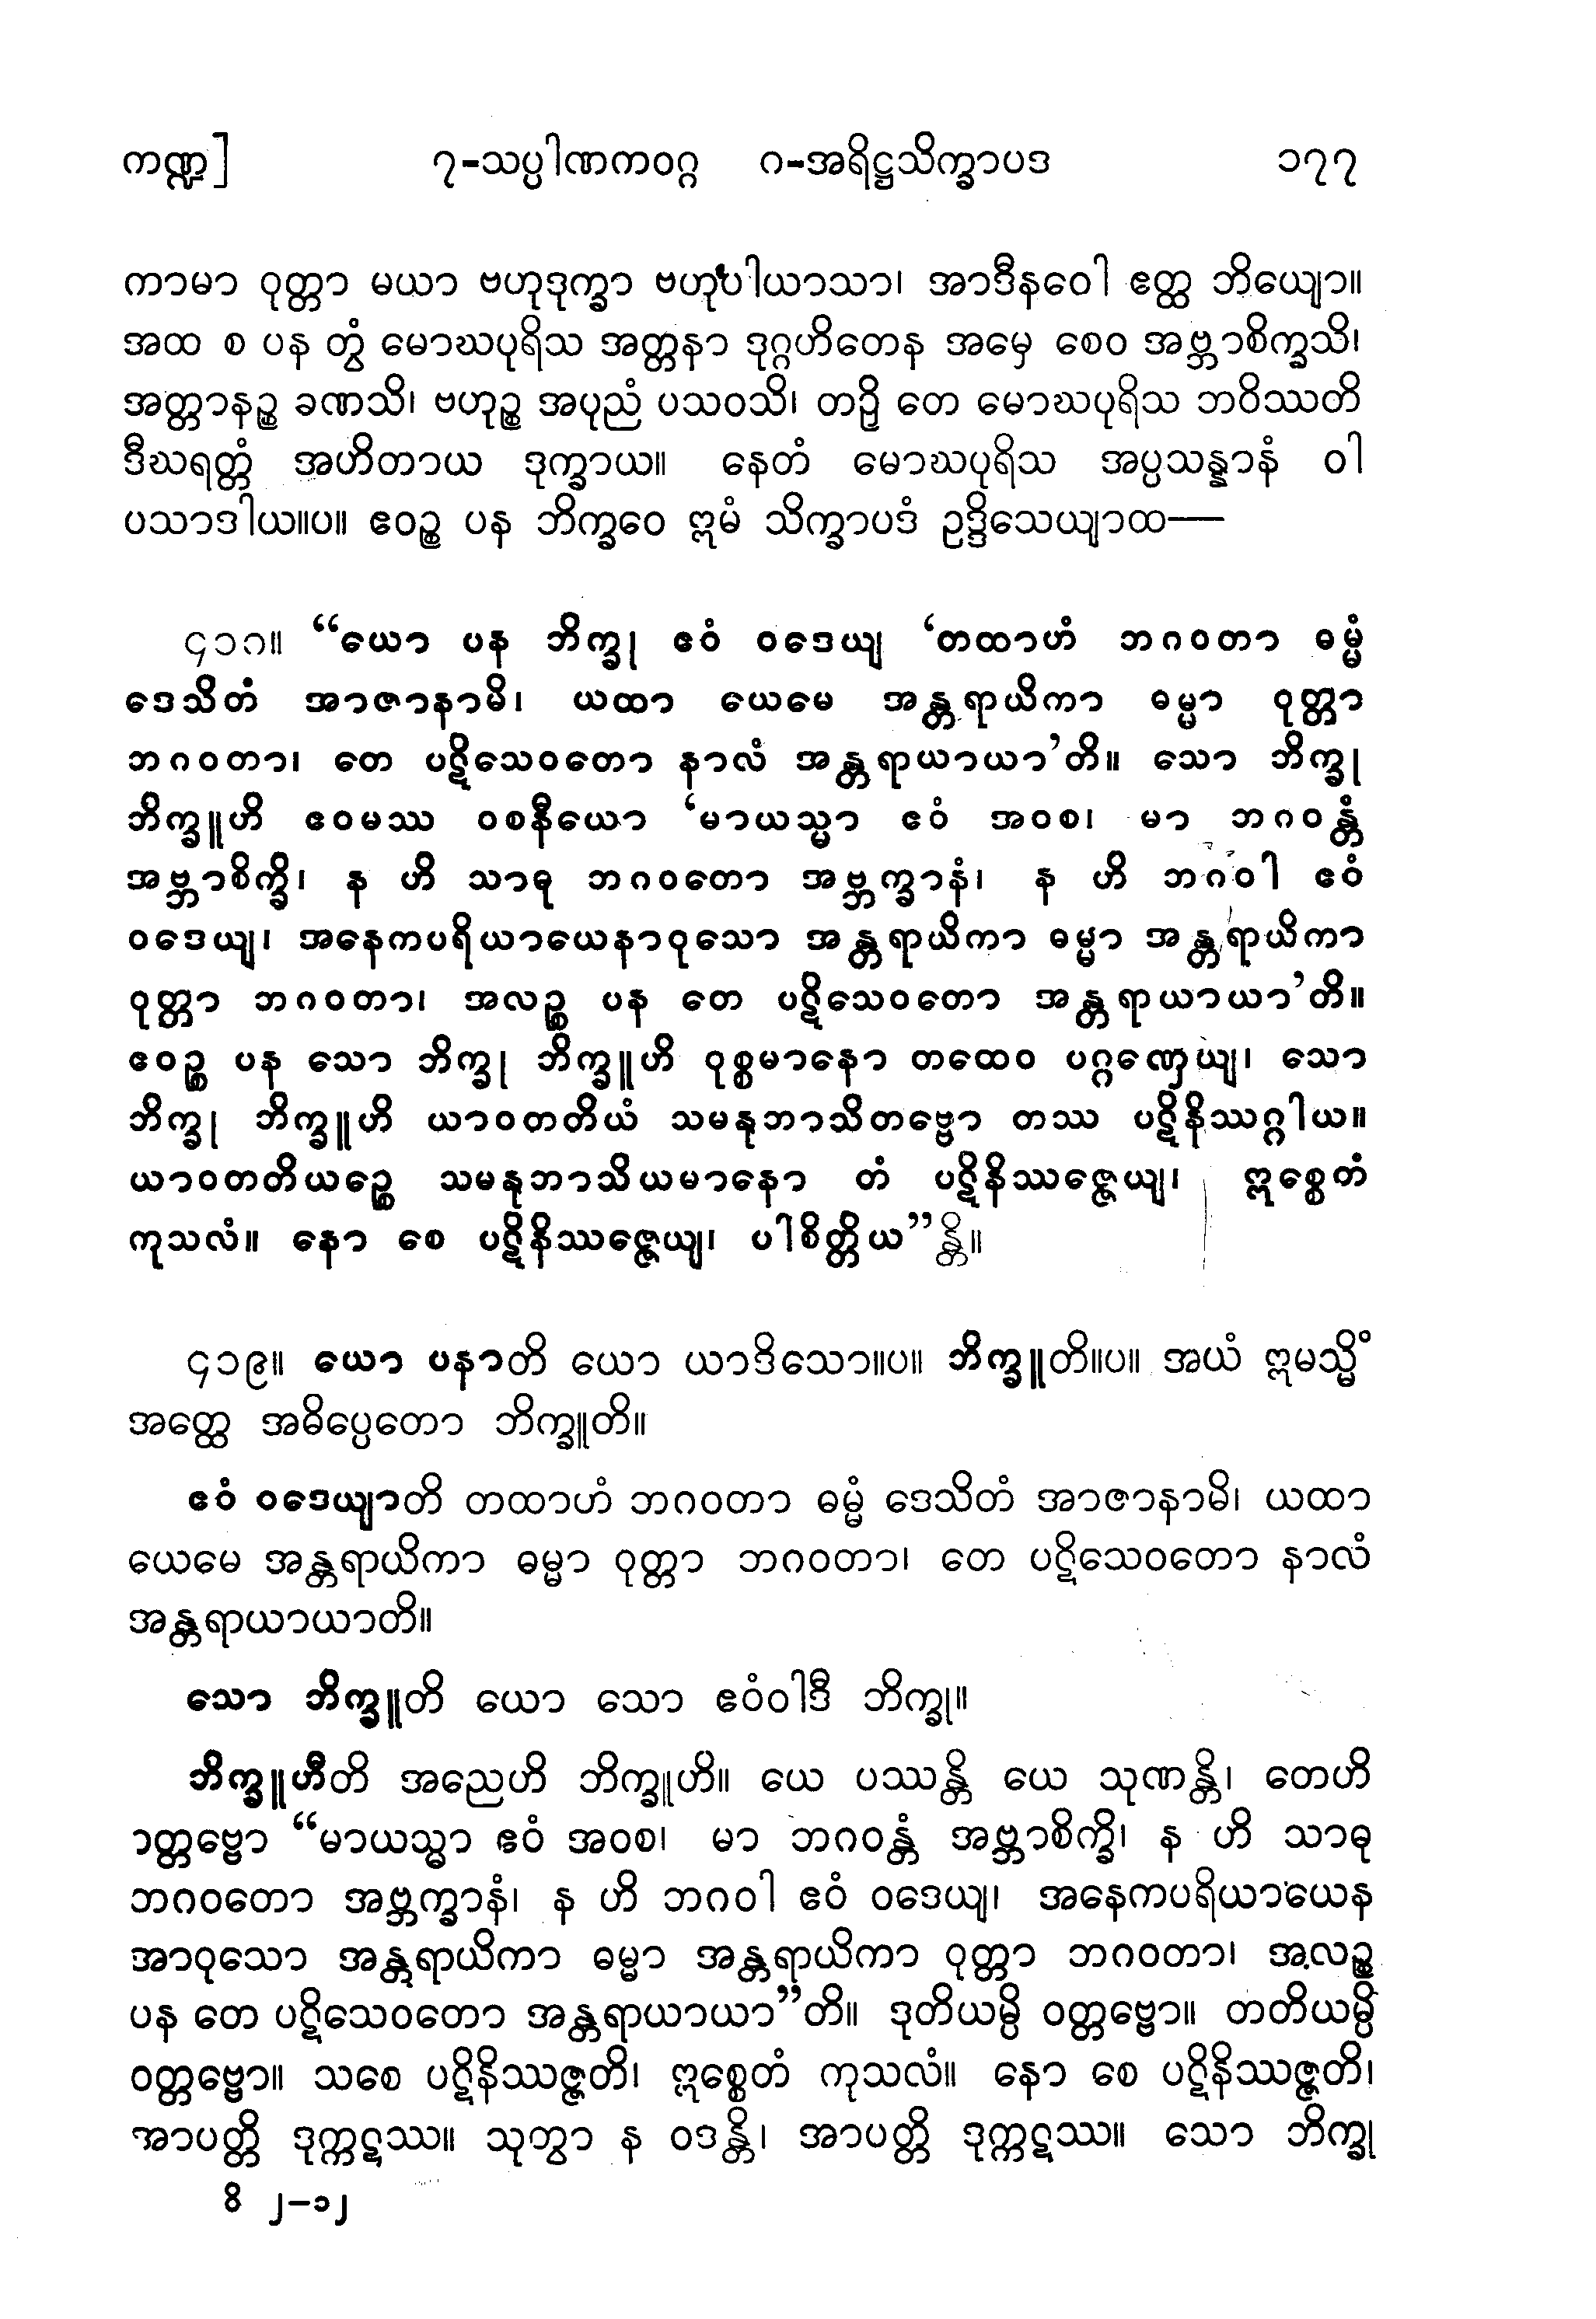 ကဏ္ဍ] ၇-သပ္ပါဏကဝဂ္ဂ ဂ-အရိဋ္ဌသိက္ခာပဒ ၁၇၇
ကာမာ ဝုတ္တာ မယာ ဗဟုဒုက္ခာ ဗဟုပါယာသာ၊ အာဒီနဝေါ ဧတ္ထ ဘိယျော။
အထ စ ပန တွံ မောဃပုရိသ အတ္တနာ ဒုဂ္ဂဟိတေန အမှေ စေဝ အဗ္ဘာစိက္ခသိ၊
အတ္တာနဉ္စ ခဏသိ၊ ဗဟုဉ္စ အပုညံ ပသဝသိ၊ တဉှိ တေ မောဃပုရိသ ဘဝိဿတိ
ဒီဃရတ္တံ အဟိတာယ ဒုက္ခာယ။ နေတံ မောဃပုရိသ အပ္ပသန္နာနံ ဝါ
ပသာဒါယ။ပ။ ဧဝဉ္စ ပန ဘိက္ခဝေ ဣမံ သိက္ခာပဒံ ဥဒ္ဒိသေယျာထ—
၄၁၈။ “ယော ပန ဘိက္ခု ဧဝံ ဝဒေယျ ‘တထာဟံ ဘဂဝတာ ဓမ္မံ
ဒေသိတံ အာဇာနာမိ၊ ယထာ ယေမေ အန္တရာယိကာ ဓမ္မာ ဝုတ္တာ
ဘဂဝတာ၊ တေ ပဋိသေဝတော နာလံ အန္တရာယာယာ’တိ။ သော ဘိက္ခု
ဘိက္ခူဟိ ဧဝမဿ ဝစနီယော ‘မာယသ္မာ ဧဝံ အဝစ၊ မာ ဘဂဝန္တံ
အဗ္ဘာစိက္ခိ၊ န ဟိ သာဓု ဘဂဝတော အဗ္ဘက္ခာနံ၊ န ဟိ ဘဂဝါ ဧဝံ
ဝဒေယျ၊ အနေကပရိယာယေနာဝုသော အန္တရာယိကာ ဓမ္မာ အန္တရာယိကာ
ဝုတ္တာ ဘဂဝတာ၊ အလဉ္စ ပန တေ ပဋိသေဝတော အန္တရာယာယာ’တိ။
ဧဝဉ္စ ပန သော ဘိက္ခု ဘိက္ခူဟိ ဝုစ္စမာနော တထေဝ ပဂ္ဂဏှေယျ၊ သော
ဘိက္ခု ဘိက္ခူဟိ ယာဝတတိယံ သမနုဘာသိတဗ္ဗော တဿ ပဋိနိဿဂ္ဂါယ။
ယာဝတတိယဉ္စေ သမနုဘာသိယမာနော တံ ပဋိနိဿဇ္ဇေယျ၊ ဣစ္စေတံ
ကုသလံ။ နော စေ ပဋိနိဿဇ္ဇေယျ၊ ပါစိတ္တိယ”န္တိ။
၄၁၉။ ယော ပနာတိ ယော ယာဒိသော။ပ။ ဘိက္ခူတိ။ပ။ အယံ ဣမသ္မိံ
အတ္ထေ အဓိပ္ပေတော ဘိက္ခူတိ။
ဧဝံ ဝဒေယျာတိ တထာဟံ ဘဂဝတာ ဓမ္မံ ဒေသိတံ အာဇာနာမိ၊ ယထာ
ယေမေ အန္တရာယိကာ ဓမ္မာ ဝုတ္တာ ဘဂဝတာ၊ တေ ပဋိသေဝတော နာလံ
အန္တရာယာယာတိ။
သော ဘိက္ခူတိ ယော သော ဧဝံဝါဒီ ဘိက္ခု။
ဘိက္ခူဟီတိ အညေဟိ ဘိက္ခူဟိ။ ယေ ပဿန္တိ ယေ သုဏန္တိ၊ တေဟိ
ဝတ္တဗ္ဗော “မာယသ္မာ ဧဝံ အဝစ၊ မာ ဘဂဝန္တံ အဗ္ဘာစိက္ခိ၊ န ဟိ သာဓု
ဘဂဝတော အဗ္ဘက္ခာနံ၊ န ဟိ ဘဂဝါ ဧဝံ ဝဒေယျ၊ အနေကပရိယာယေန
အာဝုသော အန္တရာယိကာ ဓမ္မာ အန္တရာယိကာ ဝုတ္တာ ဘဂဝတာ၊ အလဉ္စ
ပန တေ ပဋိသေဝတော အန္တရာယာယာ”တိ။ ဒုတိယမ္ပိ ဝတ္တဗ္ဗော။ တတိယမ္ပိ
ဝတ္တဗ္ဗော။ သစေ ပဋိနိဿဇ္ဇတိ၊ ဣစ္စေတံ ကုသလံ။ နော စေ ပဋိနိဿဇ္ဇတိ၊
အာပတ္တိ ဒုက္ကဋဿ။ သုတွာ န ဝဒန္တိ၊ အာပတ္တိ ဒုက္ကဋဿ။ သော ဘိက္ခု
ဝိ ၂-၁၂